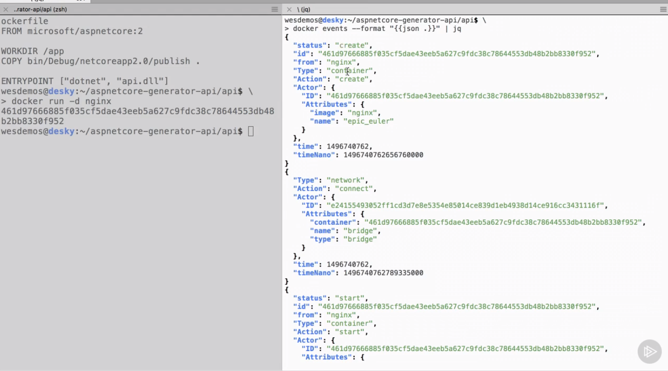 ...rator-api/api (zsh)
ockerfile
FROM microsoft/aspnetcore:2

WORKDIR /app
COPY bin/Debug/netcoreapp2.0/publish .

ENTRYPOINT ["dotnet", "api.dll"]
wesdemos@desky:~/aspnetcore-generator-api/api$ \
> docker run -d nginx
461d97666885f035cf5dae43eeb5a627c9fdc38c78644553db48
b2bb8330f952
wesdemos@desky:~/aspnetcore-generator-api/api$
\ (jq)
wesdemos@desky:~/aspnetcore-generator-api/api$ \
> docker events --format "{{json .}}" | jq
{
"status": "create",
"id": "461d97666885f035cf5dae43eeb5a627c9fdc38c78644553db48b2bb8330f952",
"from": "nginx",
"Type": "container",
"Action": "create",
"Actor": {
"ID": "461d97666885f035cf5dae43eeb5a627c9fdc38c78644553db48b2bb8330f952",
"Attributes": {
"image": "nginx",
"name": "epic_euler"
}
},
"time": 1496740762,
"timeNano": 1496740762656760000
}
{
"Type": "network",
"Action": "connect",
"Actor": {
"ID": "e24155493052ff1cd3d7e8e5354e85014ce839d1eb4938d14ce916cc3431116f",
"Attributes": {
"container": "461d97666885f035cf5dae43eeb5a627c9fdc38c78644553db48b2bb8330f952",
"name": "bridge",
"type": "bridge"
}
},
"time": 1496740762,
"timeNano": 1496740762789335000
}
{
"status": "start",
"id": "461d97666885f035cf5dae43eeb5a627c9fdc38c78644553db48b2bb8330f952",
"from": "nginx",
"Type": "container",
"Action": "start",
"Actor": {
"ID": "461d97666885f035cf5dae43eeb5a627c9fdc38c78644553db48b2bb8330f952",
"Attributes": {